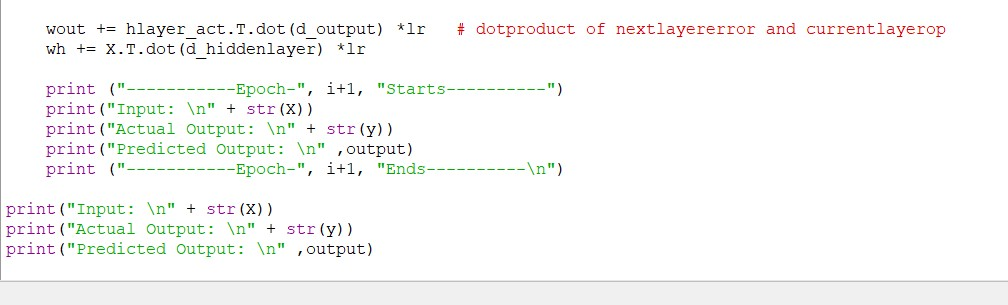 wout += hlayer_act.T.dot(d_output) *lr   # dotproduct of nextlayererror and currentlayerop
wh += X.T.dot(d_hiddenlayer) *lr
print ("-----------Epoch-", i+1, "Starts----------")
print("Input: \n" + str(X))
print("Actual Output: \n" + str(y))
print("Predicted Output: \n" ,output)
print ("-----------Epoch-", i+1, "Ends----------\n")
print("Input: \n" + str(X))
print("Actual Output: \n" + str(y))
print("Predicted Output: \n" ,output)